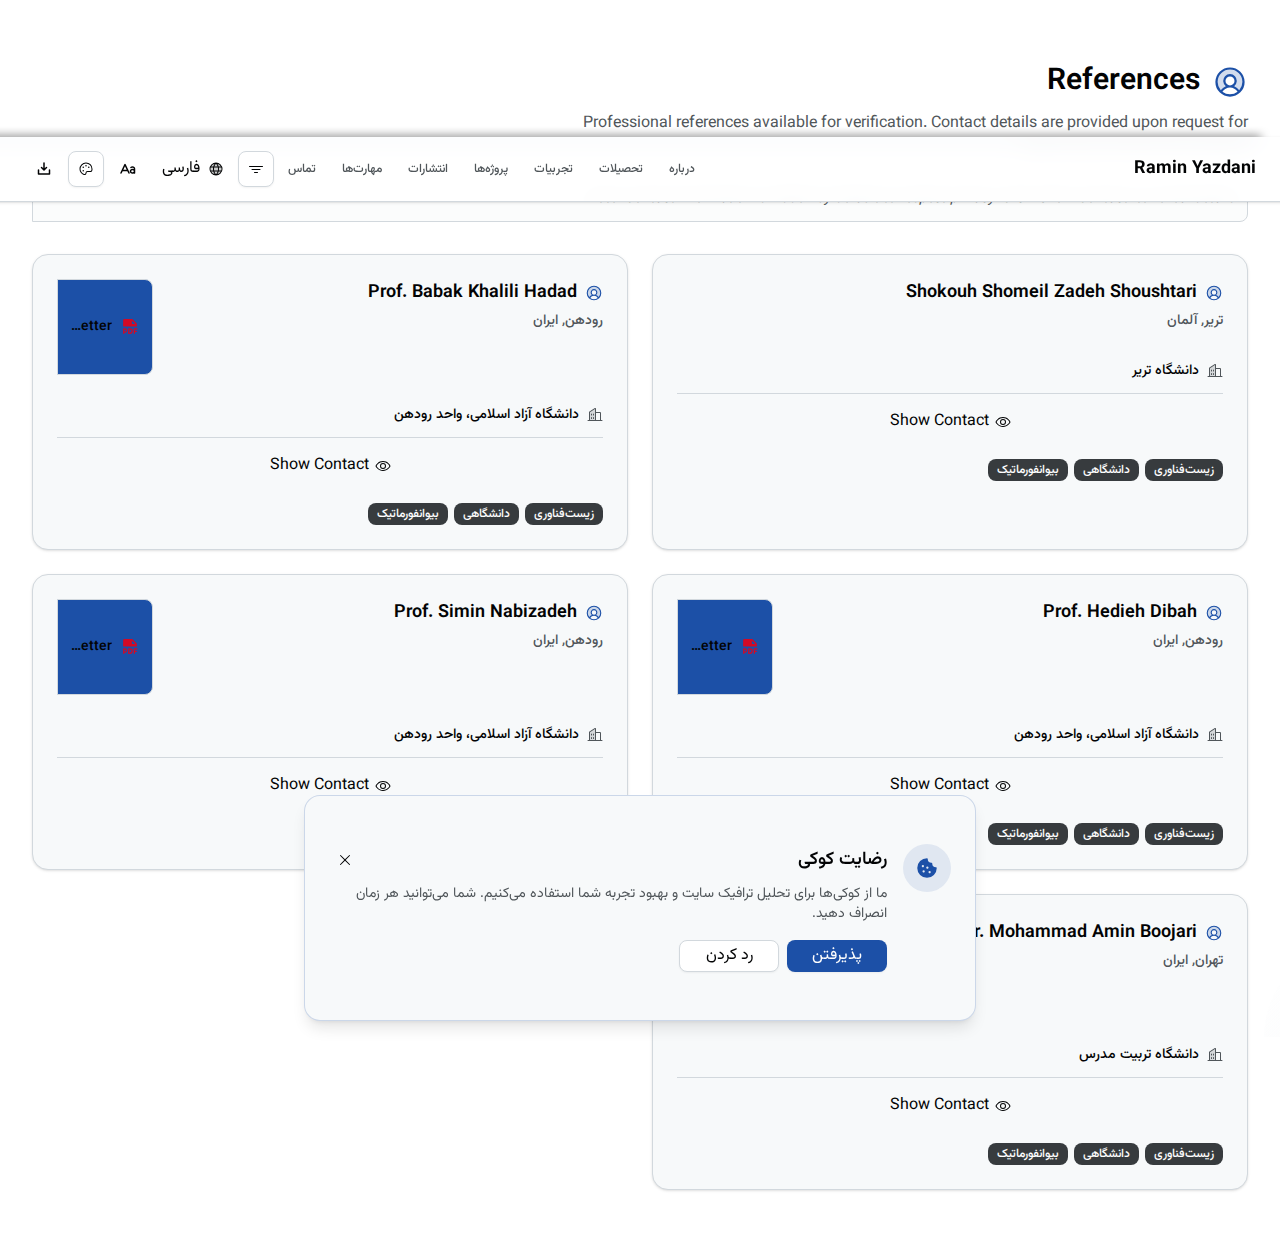 References
Professional references available for verification. Contact details are provided upon request for
Ramin Yazdani
درباره
تحصیلات
تجربیات
پروژه‌ها
انتشارات
مهارت‌ها
تماس
فارسی
Aa
Shokouh Shomeil Zadeh Shoushtari
تریر, آلمان
دانشگاه تریر
Show Contact
زیست‌فناوری
دانشگاهی
بیوانفورماتیک
Prof. Babak Khalili Hadad
رودهن, ایران
...etter
دانشگاه آزاد اسلامی، واحد رودهن
Show Contact
زیست‌فناوری
دانشگاهی
بیوانفورماتیک
Prof. Hedieh Dibah
رودهن, ایران
...etter
دانشگاه آزاد اسلامی، واحد رودهن
Show Contact
زیست‌فناوری
دانشگاهی
بیوانفورماتیک
Prof. Simin Nabizadeh
رودهن, ایران
...etter
دانشگاه آزاد اسلامی، واحد رودهن
Show Contact
رضایت کوکی
ما از کوکی‌ها برای تحلیل ترافیک سایت و بهبود تجربه شما استفاده می‌کنیم. شما می‌توانید هر زمان
انصراف دهید.
پذیرفتن
رد کردن
r. Mohammad Amin Boojari
تهران, ایران
دانشگاه تربیت مدرس
Show Contact
زیست‌فناوری
دانشگاهی
بیوانفورماتیک